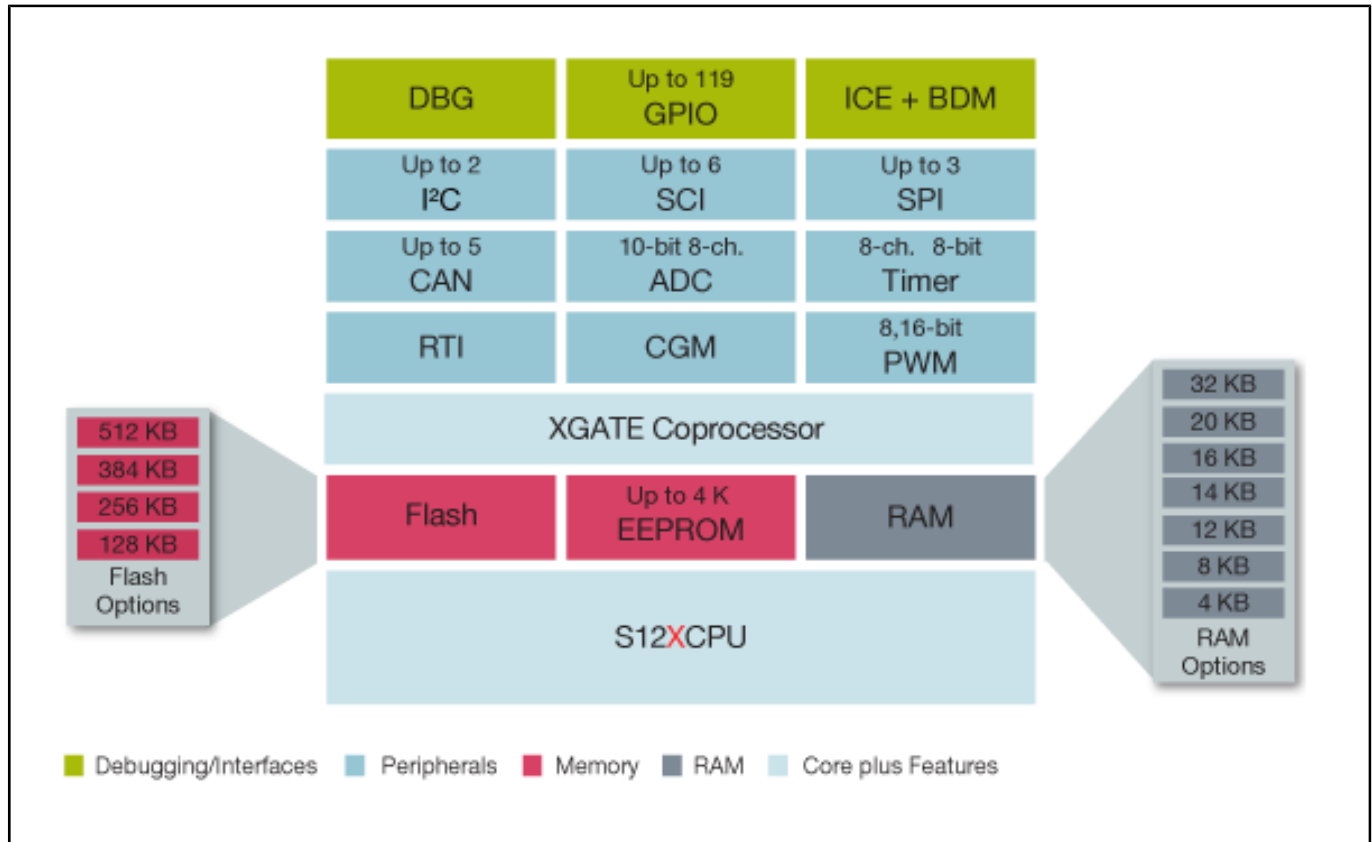 DBG
Up to 119
GPIO
ICE + BDM
Up to 2
I²C
Up to 6
SCI
Up to 3
SPI
Up to 5
CAN
10-bit 8-ch.
ADC
8-ch. 8-bit
Timer
RTI
CGM
8,16-bit
PWM
XGATE Coprocessor
512 KB
384 KB
256 KB
128 KB
Flash
Options
Flash
Up to 4 K
EEPROM
RAM
32 KB
20 KB
16 KB
14 KB
12 KB
8 KB
4 KB
RAM
Options
S12XCPU
Debugging/Interfaces
Peripherals
Memory
RAM
Core plus Features